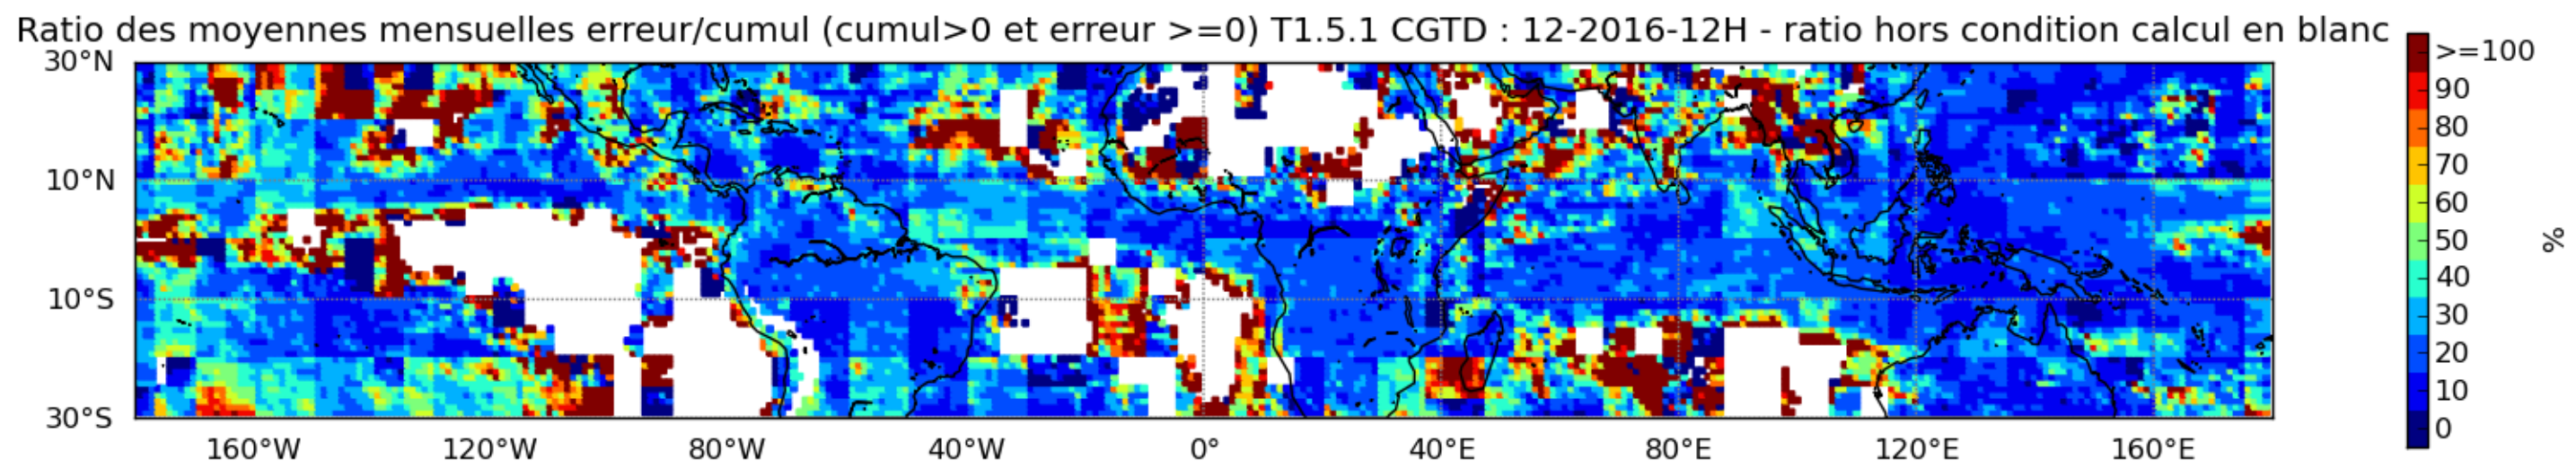 Ratio des moyennes mensuelles erreur/cumul (cumul>0 et erreur >=0) T1.5.1 CGTD : 12-2016-12H - ratio hors condition calcul en blanc
30°N
10°N
10°S
30°S
160°W 120°W 80°W 40°W 0° 40°E 80°E 120°E 160°E
>=100
90
80
70
60
50
40
30
20
10
0
%